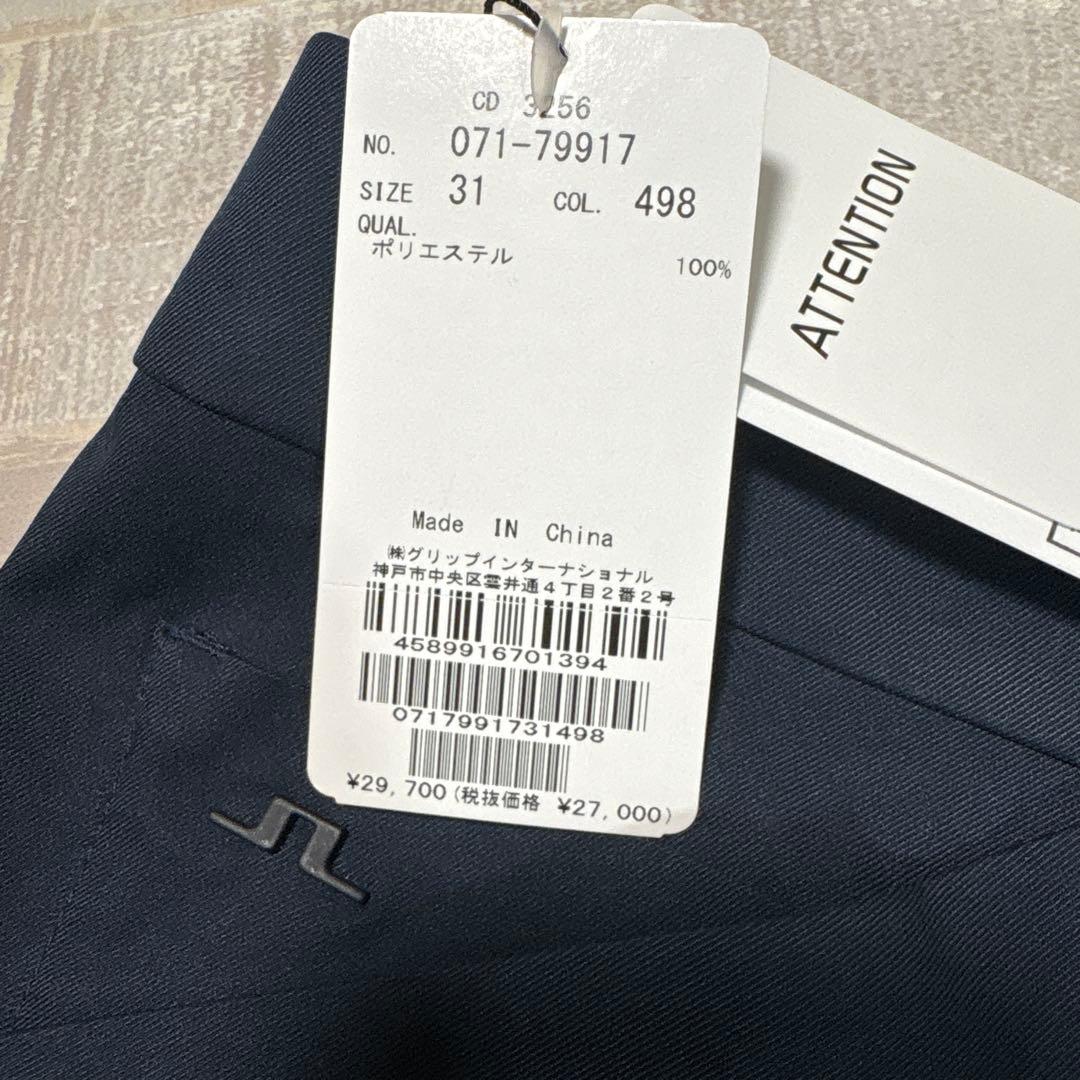 CD 3256
NO. 071-79917
SIZE 31 COL. 498
QUAL.
ポリエステル 100%
Made IN China
㈱グリップインターナショナル
神戸市中央区雲井通4丁目2番2号
4589916701394
0717991731498
¥29,700(税抜価格 ¥27,000)
ATTENTION